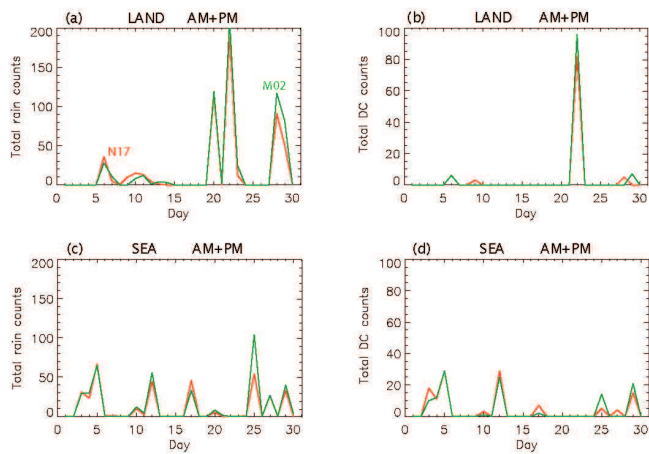 (a) LAND AM+PM
200
150
100
50
0
Total rain counts
N17
M02
0 5 10 15 20 25 30
Day
(b) LAND AM+PM
100
80
60
40
20
0
Total DC counts
0 5 10 15 20 25 30
Day
(c) SEA AM+PM
200
150
100
50
0
Total rain counts
0 5 10 15 20 25 30
Day
(d) SEA AM+PM
100
80
60
40
20
0
Total DC counts
0 5 10 15 20 25 30
Day